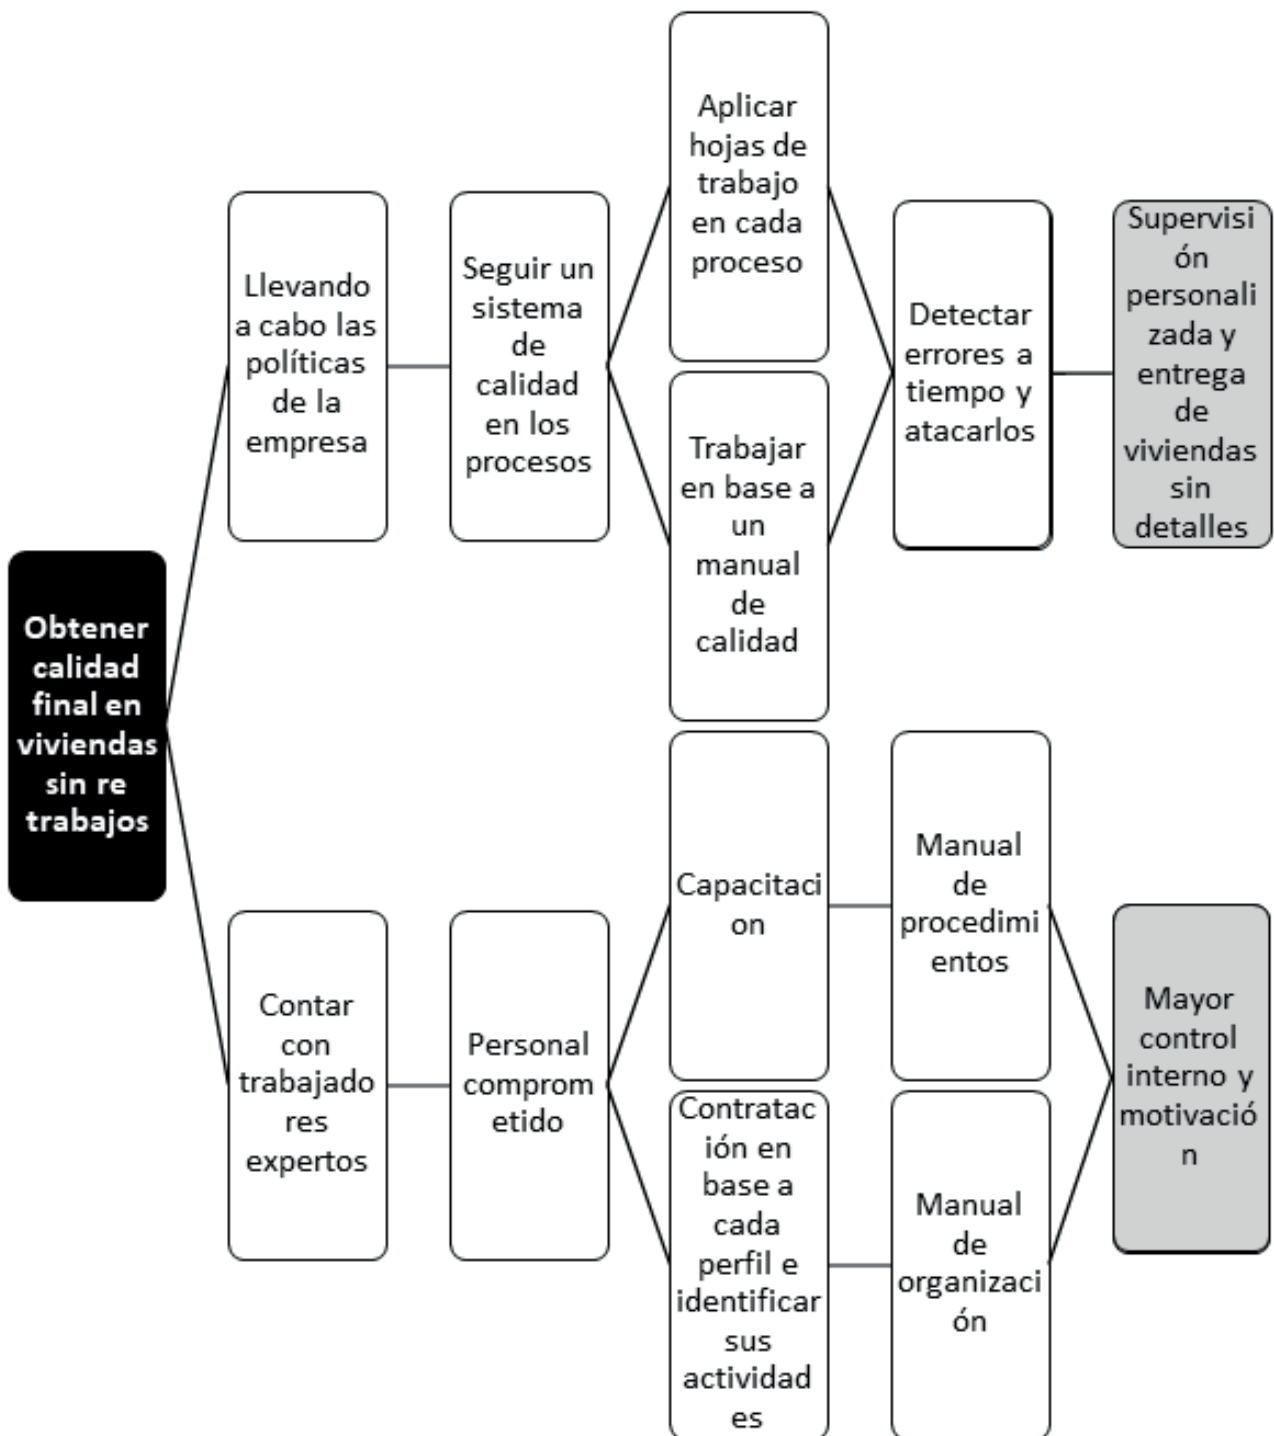 Obtener
calidad
final en
viviendas
sin re
trabajos
Llevando
a cabo las
políticas
de la
empresa
Seguir un
sistema
de
calidad
en los
procesos
Aplicar
hojas de
trabajo
en cada
proceso
Trabajar
en base a
un
manual
de
calidad
Detectar
errores a
tiempo y
atacarlos
Supervisi
ón
personali
zada y
entrega
de
viviendas
sin
detalles
Contar
con
trabajado
res
expertos
Personal
comprom
etido
Capacitaci
on
Manual
de
procedimi
entos
Contratac
ión en
base a
cada
perfil e
identificar
sus
actividad
es
Manual
de
organizaci
ón
Mayor
control
interno y
motivació
n